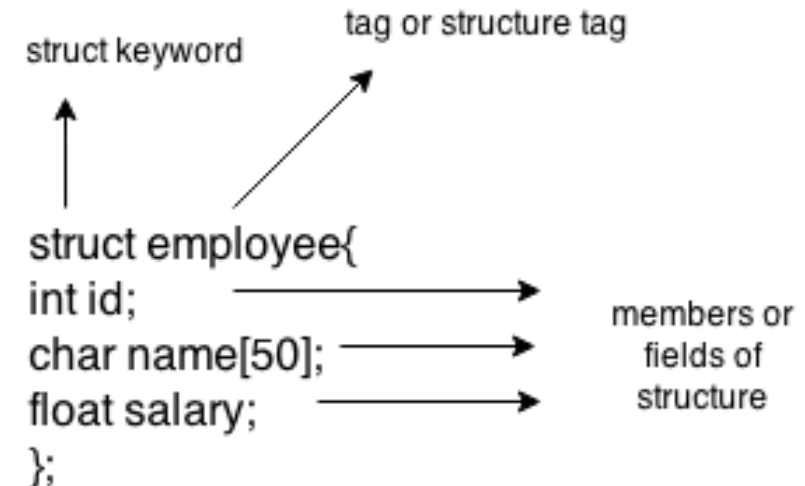 struct keyword
tag or structure tag
struct employee{
int id;
char name[50];
float salary;
};
members or
fields of
structure